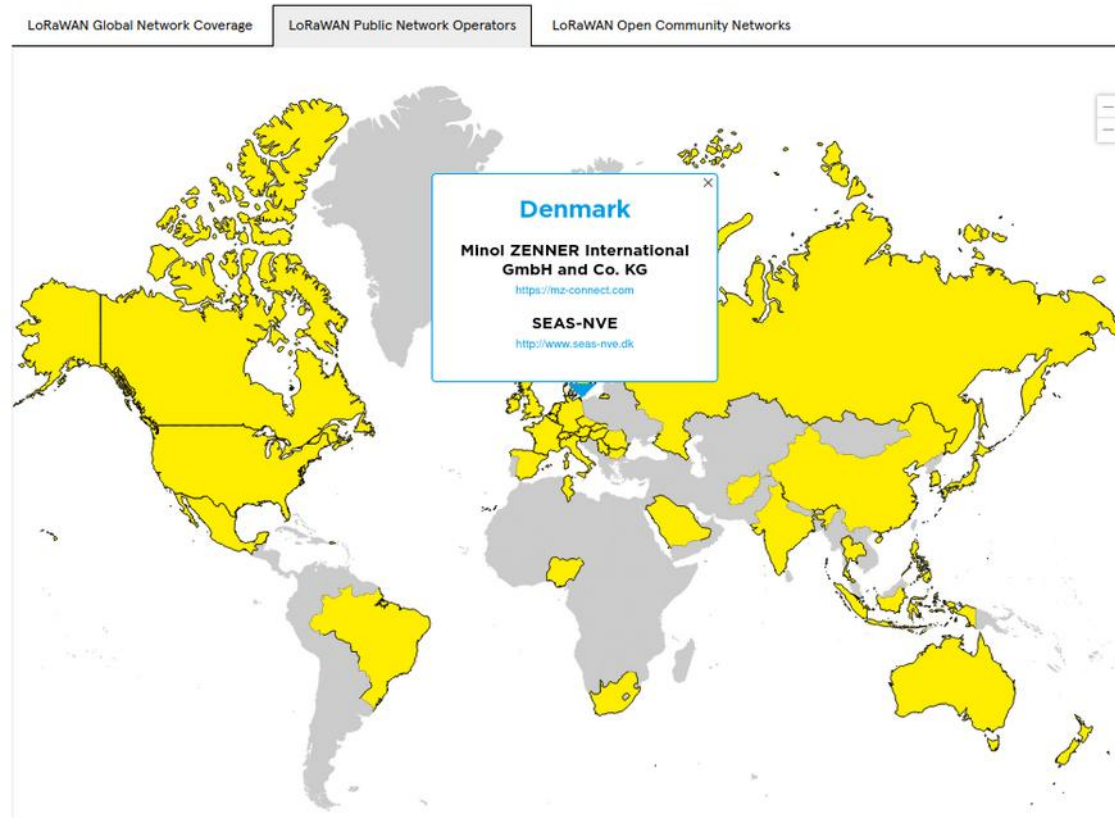 LoRaWAN Global Network Coverage
LoRaWAN Public Network Operators
LoRaWAN Open Community Networks
Denmark
Minol ZENNER International
GmbH and Co. KG
https://mz-connect.com
SEAS-NVE
http://www.seas-nve.dk